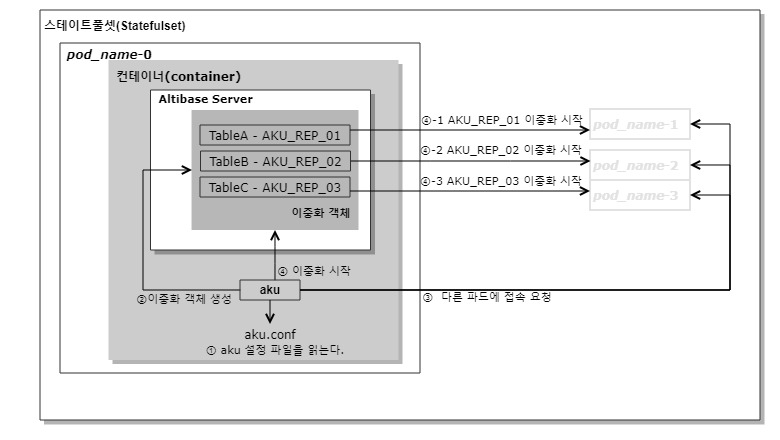 스테이트풀셋(Statefulset)
pod_name-0
컨테이너(container)
Altibase Server
TableA - AKU_REP_01
TableB - AKU_REP_02
TableC - AKU_REP_03
이중화 객체
④-1 AKU_REP_01 이중화 시작
④-2 AKU_REP_02 이중화 시작
④-3 AKU_REP_03 이중화 시작
pod_name-1
pod_name-2
pod_name-3
④ 이중화 시작
aku
②이중화 객체 생성
③ 다른 파드에 접속 요청
aku.conf
① aku 설정 파일을 읽는다.